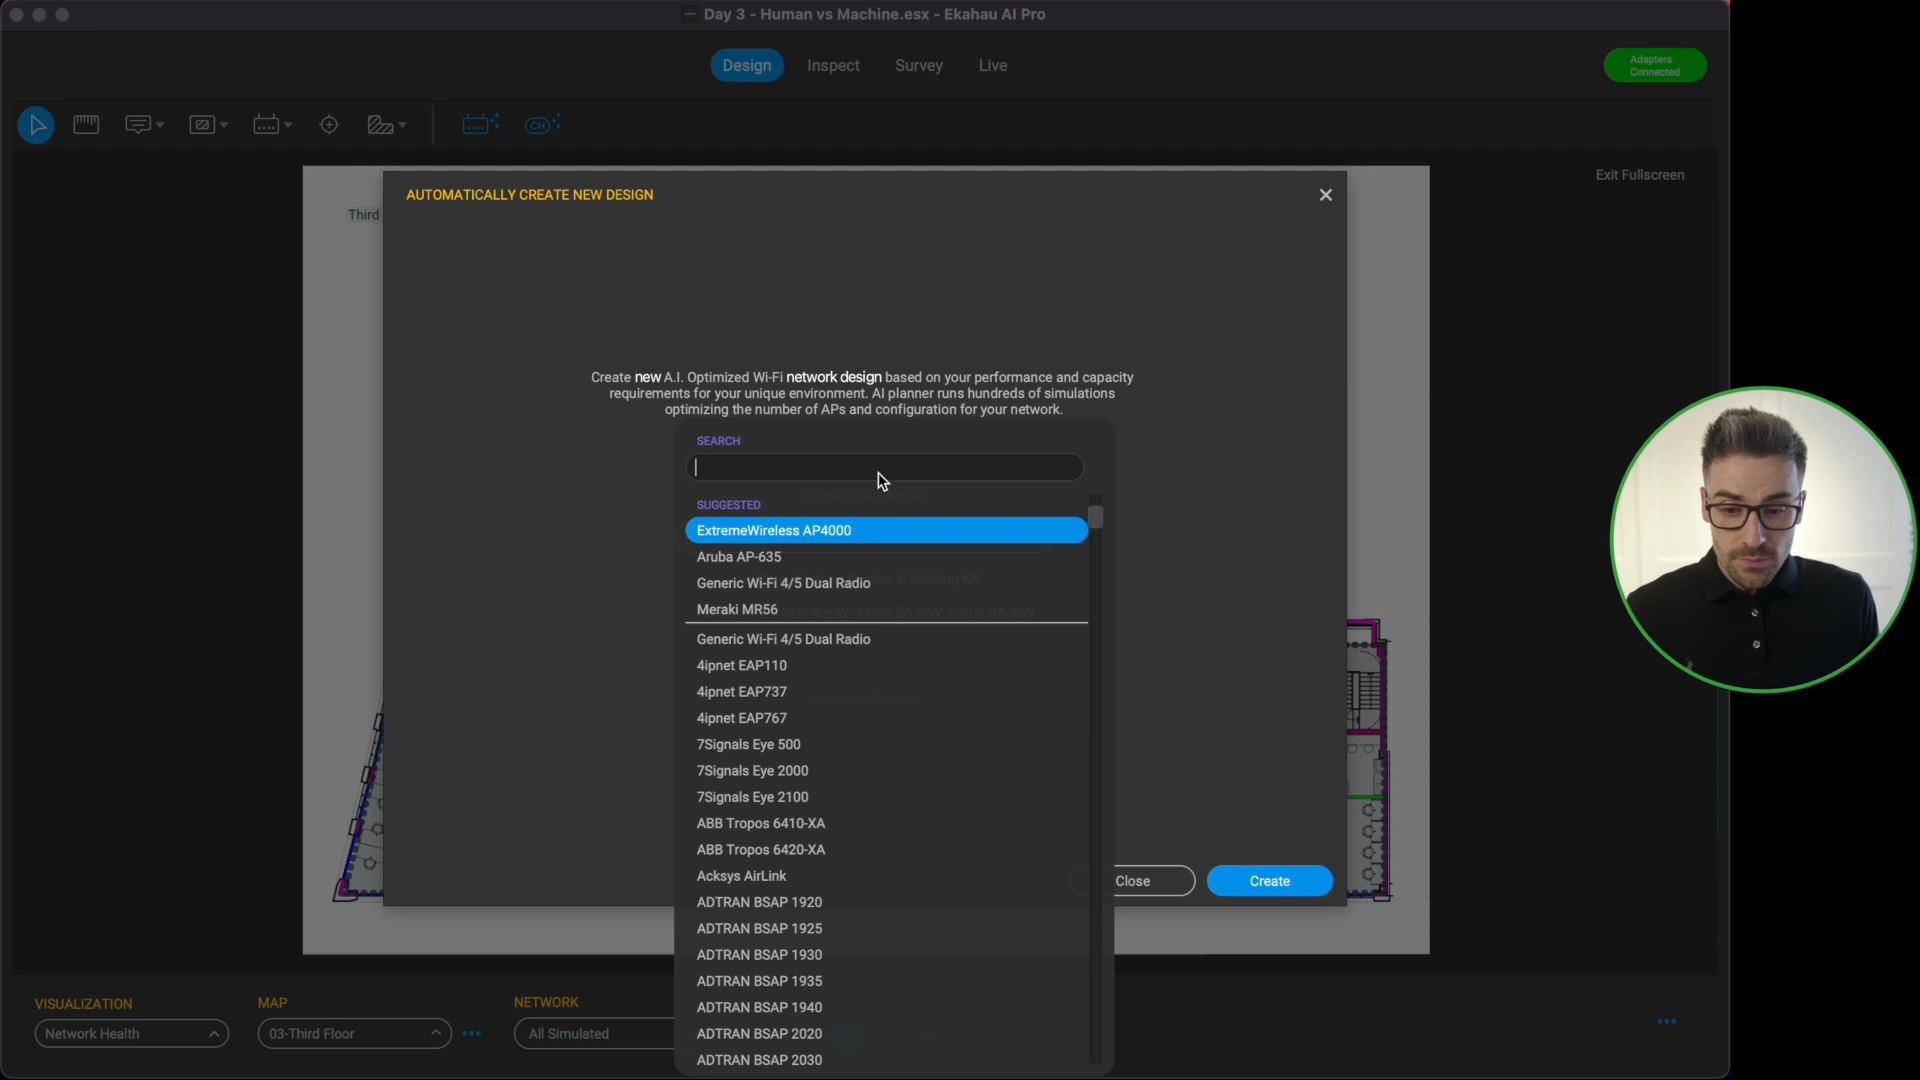 Day 3 - Human vs Machine.esx - Ekahau AI Pro
Design
Inspect
Survey
Live
Adapters
Connected
CH
Exit Fullscreen
Third
AUTOMATICALLY CREATE NEW DESIGN
Create new A.I. Optimized Wi-Fi network design based on your performance and capacity
requirements for your unique environment. AI planner runs hundreds of simulations
optimizing the number of APs and configuration for your network.
SEARCH
SUGGESTED
ExtremeWireless AP4000
Aruba AP-635
Generic Wi-Fi 4/5 Dual Radio
Meraki MR56
Generic Wi-Fi 4/5 Dual Radio
4ipnet EAP110
4ipnet EAP737
4ipnet EAP767
7Signals Eye 500
7Signals Eye 2000
7Signals Eye 2100
ABB Tropos 6410-XA
ABB Tropos 6420-XA
Acksys AirLink
ADTRAN BSAP 1920
ADTRAN BSAP 1925
ADTRAN BSAP 1930
ADTRAN BSAP 1935
ADTRAN BSAP 1940
ADTRAN BSAP 2020
ADTRAN BSAP 2030
Close
Create
VISUALIZATION
Network Health
MAP
03-Third Floor
NETWORK
All Simulated